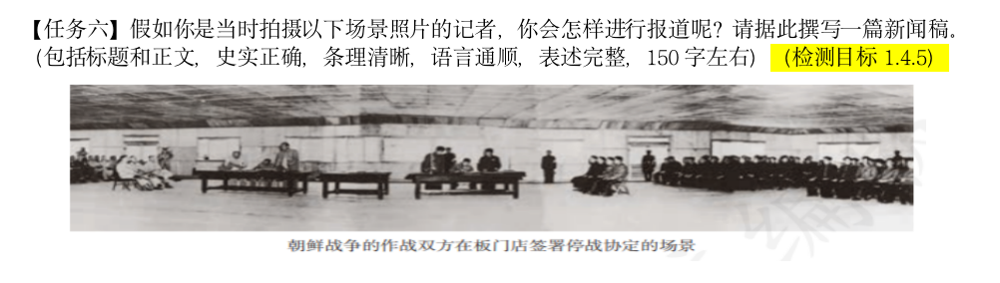 【任务六】假如你是当时拍摄以下场景照片的记者，你会怎样进行报道呢？请据此撰写一篇新闻稿。
(包括标题和正文，史实正确，条理清晰，语言通顺，表述完整，150 字左右) (检测目标 1.4.5)
朝鲜战争的作战双方在板门店签署停战协定的场景